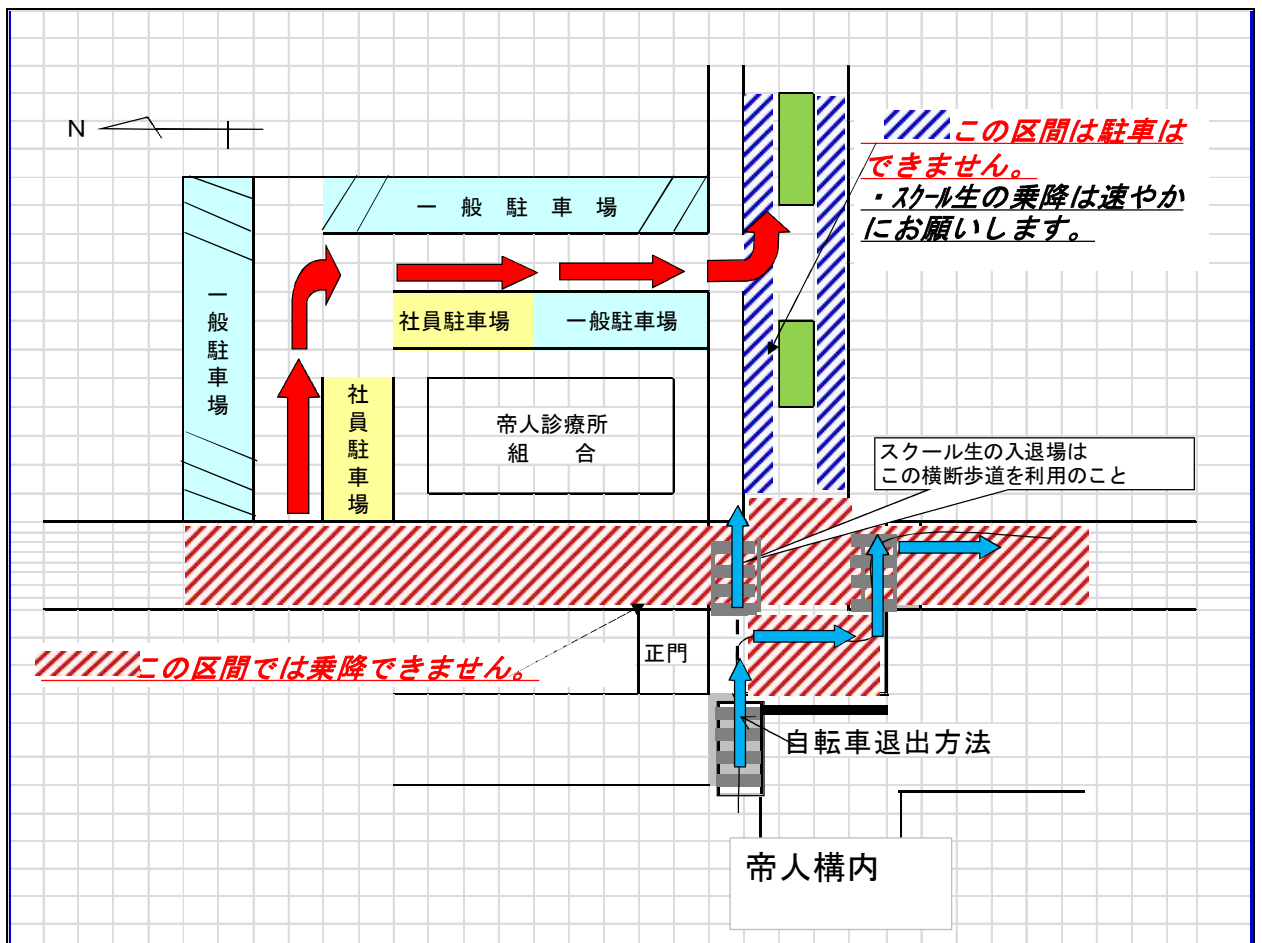 N
この区間は駐車は
できません。
・スクール生の乗降は速やか
にお願いします。
一般駐車場
一般駐車場
社員駐車場
一般駐車場
社員駐車場
帝人診療所
組　合
スクール生の入退場は
この横断歩道を利用のこと
正門
この区間では乗降できません。
自転車退出方法
帝人構内